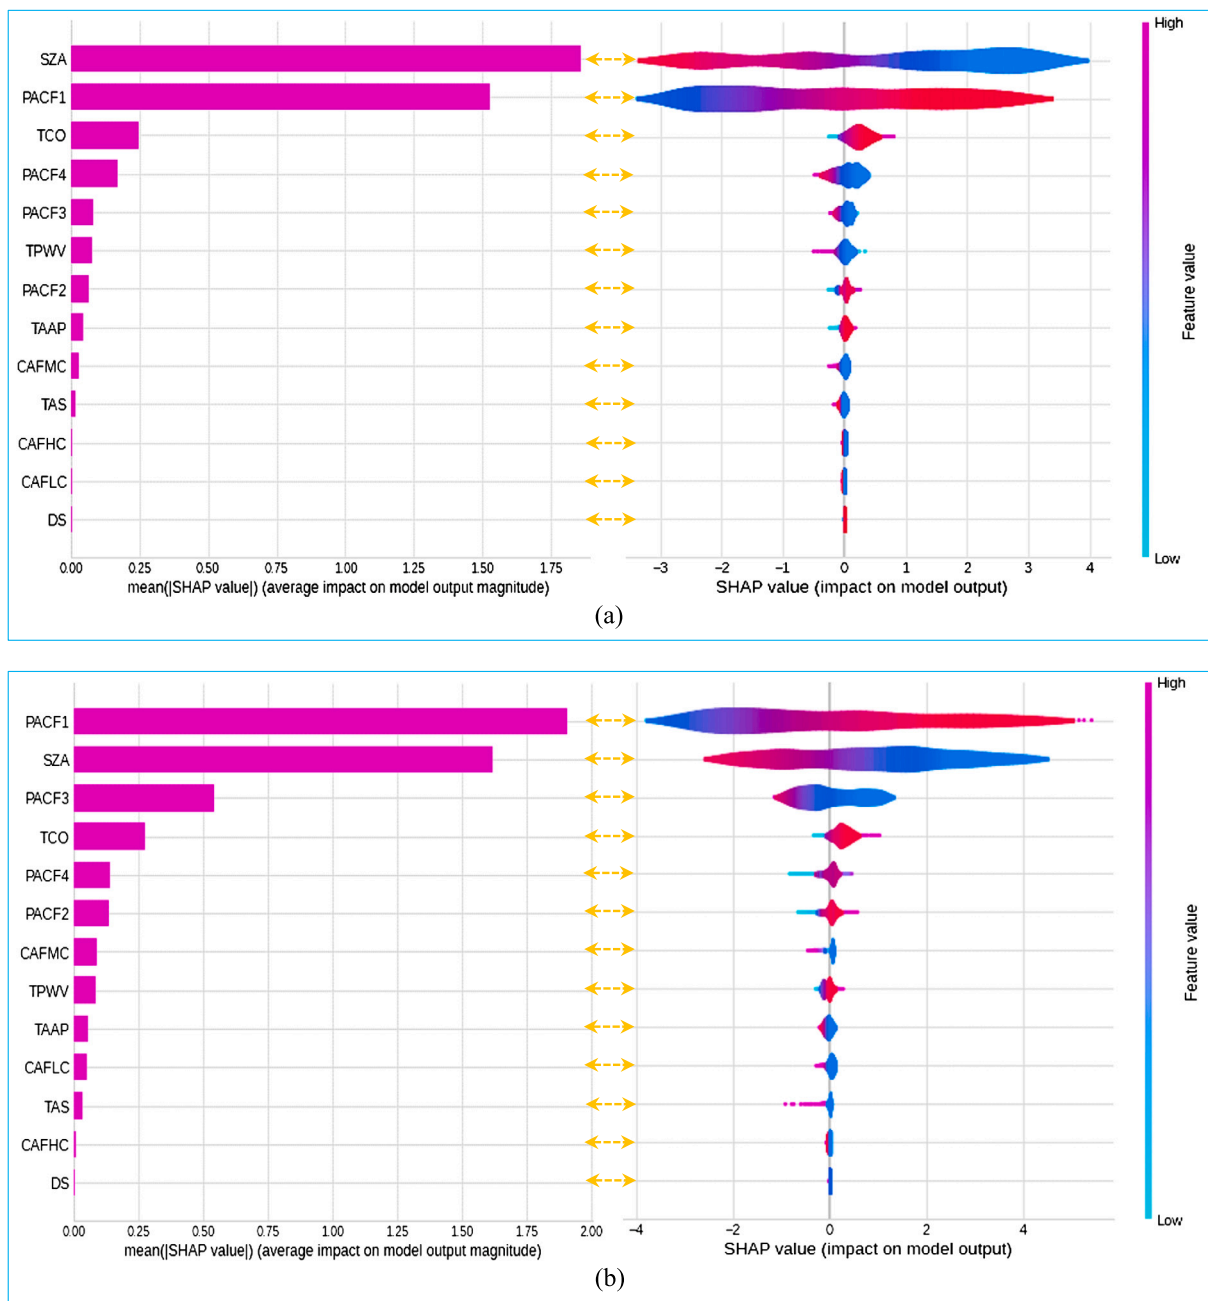 High
SZA
PACF1
TCO
PACF4
PACF3
TPWV
PACF2
TAAP
CAFMC
TAS
CAFHC
CAFLC
DS
Feature value
Low
0.00 0.25 0.50 0.75 1.00 1.25 1.50 1.75
−3 −2 −1 0 1 2 3 4
mean(|SHAP value|) (average impact on model output magnitude)
SHAP value (impact on model output)
(a)
High
PACF1
SZA
PACF3
TCO
PACF4
PACF2
CAFMC
TPWV
TAAP
CAFLC
TAS
CAFHC
DS
Feature value
Low
0.00 0.25 0.50 0.75 1.00 1.25 1.50 1.75 2.00
−4 −2 0 2 4
mean(|SHAP value|) (average impact on model output magnitude)
SHAP value (impact on model output)
(b)